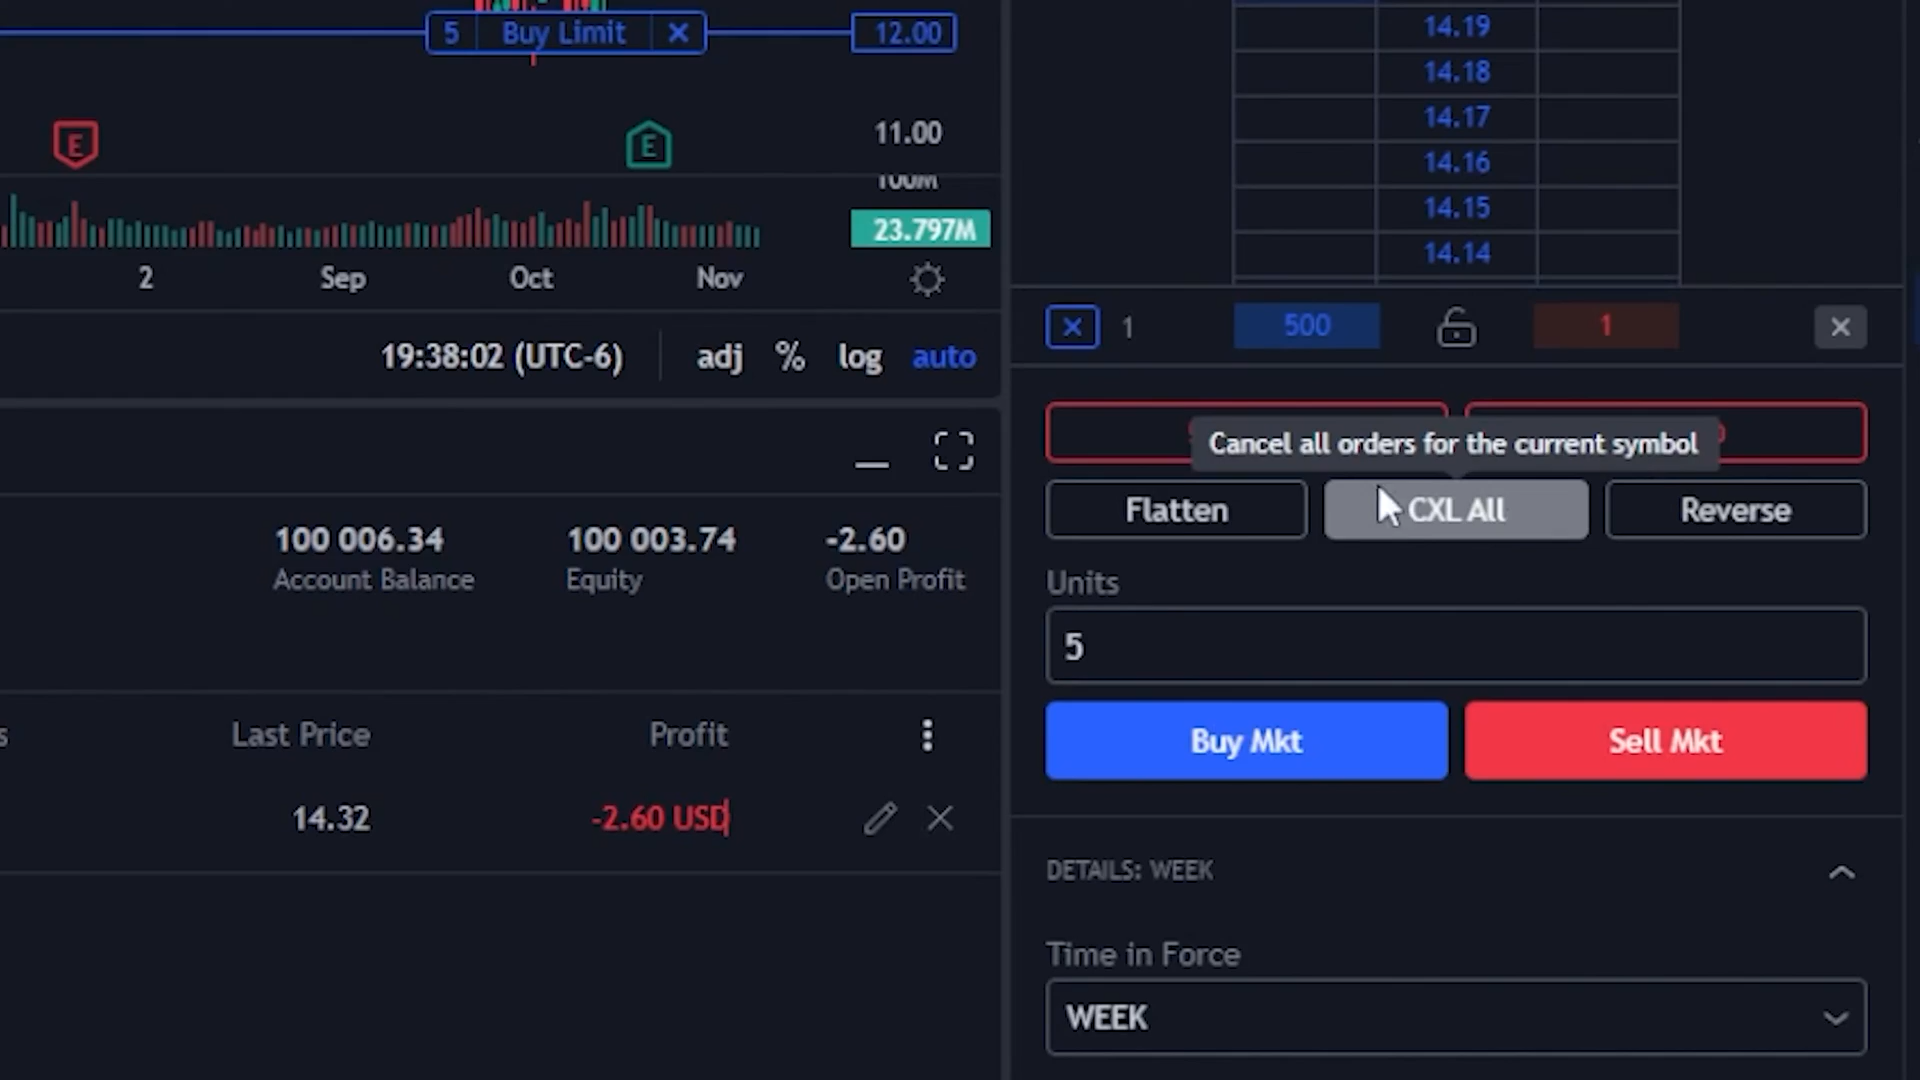 5 Buy Limit 12.00
E E 11.00
100M
23.797M
2 Sep Oct Nov
19:38:02 (UTC-6) adj % log auto
100 006.34 100 003.74 -2.60
Account Balance Equity Open Profit
Last Price Profit
14.32 -2.60 USD
14.19
14.18
14.17
14.16
14.15
14.14
1 500 1
Cancel all orders for the current symbol
Flatten CXL All Reverse
Units
5
Buy Mkt Sell Mkt
DETAILS: WEEK
Time in Force
WEEK